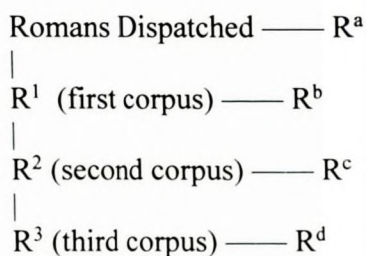 Romans Dispatched —— Rᵃ
|
R¹ (first corpus) —— Rᵇ
|
R² (second corpus) —— Rᶜ
|
R³ (third corpus) —— Rᵈ